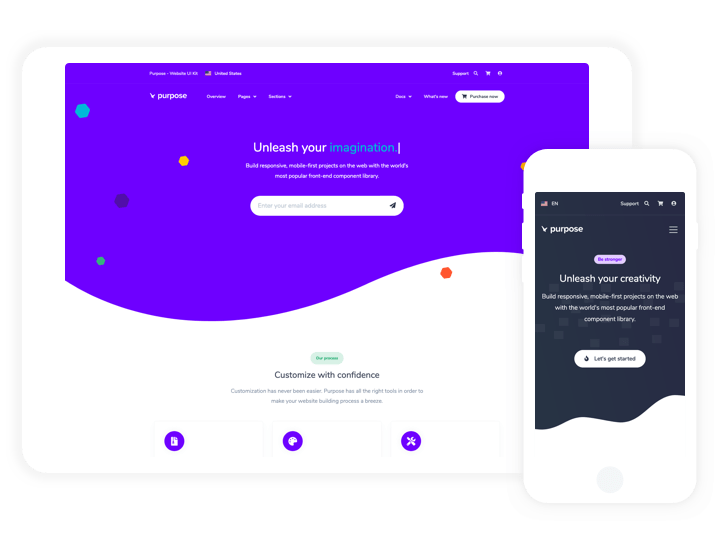 Purpose - Website UI Kit United States Support
purpose Overview Pages Sections Docs What's new Purchase now
Unleash your imagination.
Build responsive, mobile-first projects on the web with the world's
most popular front-end component library.
Enter your email address
Our process
Customize with confidence
Customization has never been easier. Purpose has all the right tools in order to
make your website building process a breeze.
EN Support
purpose
Be stronger
Unleash your creativity
Build responsive, mobile-first projects on the web
with the world's most popular front-end
component library.
Let's get started